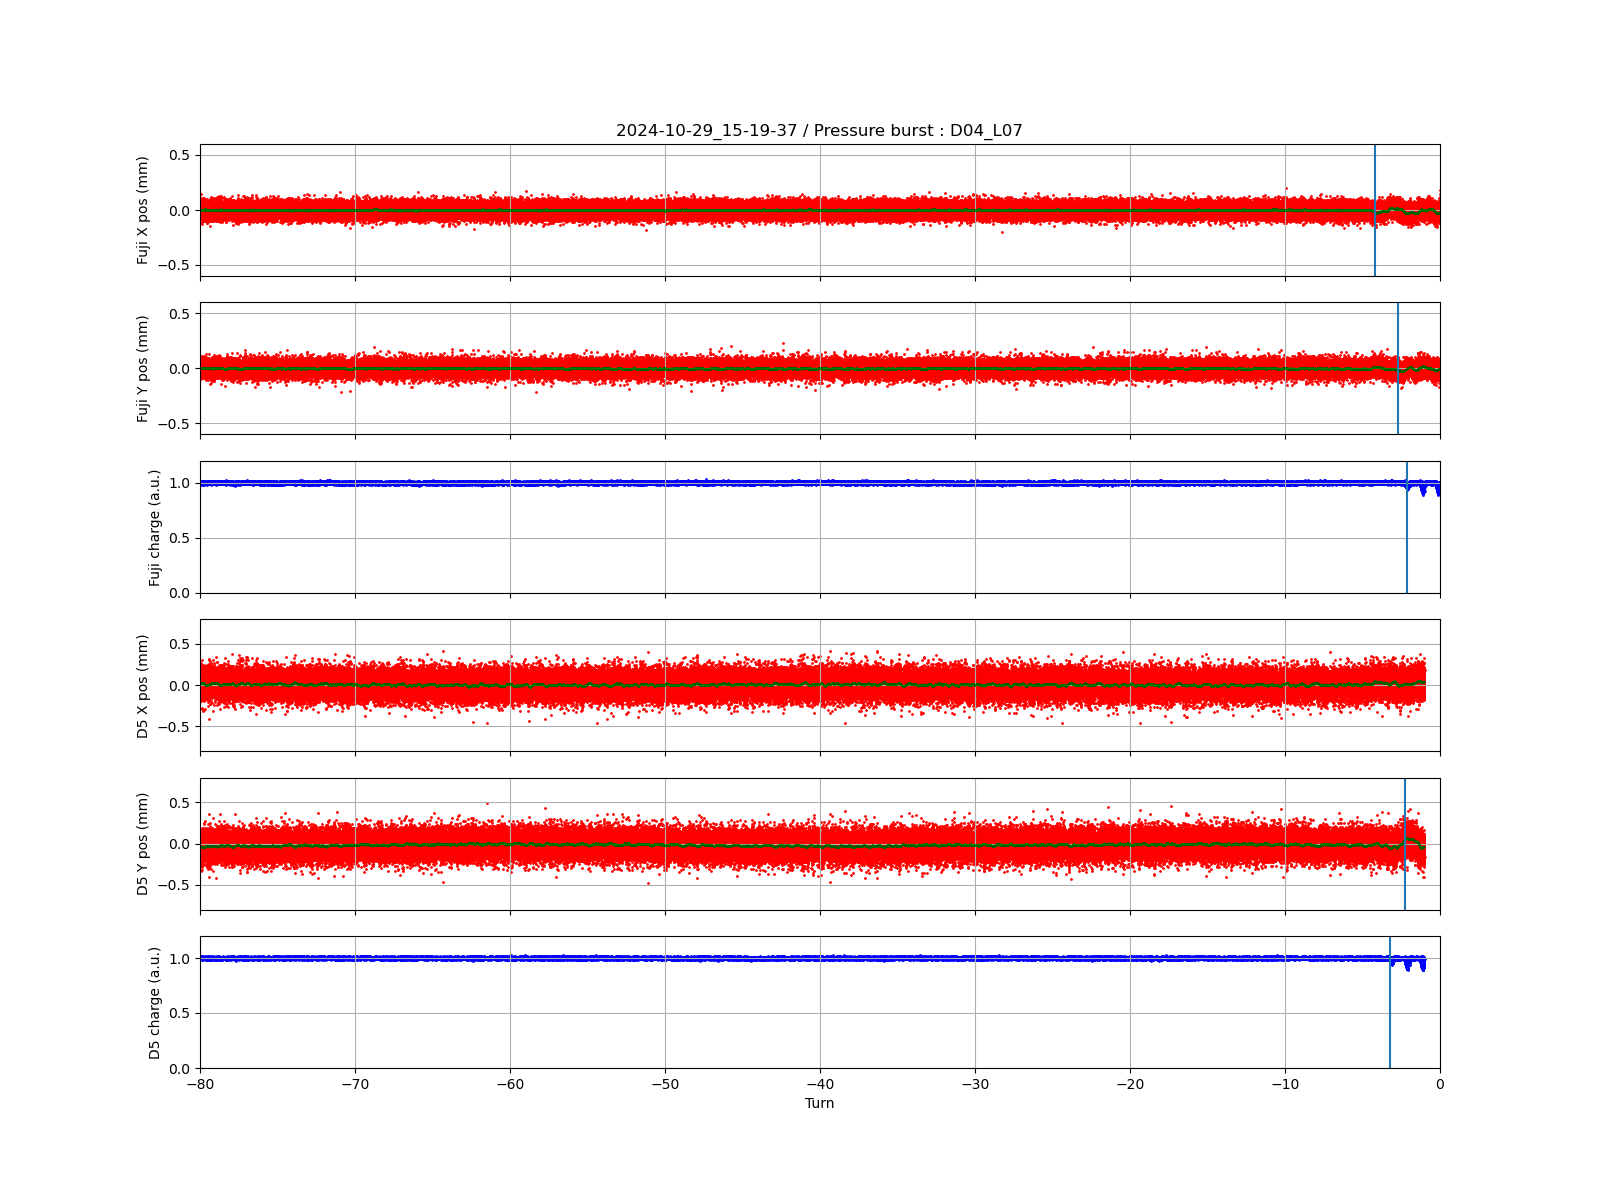 2024-10-29_15-19-37 / Pressure burst : D04_L07
Fuji X pos (mm)
0.5
0.0
−0.5
Fuji Y pos (mm)
0.5
0.0
−0.5
Fuji charge (a.u.)
1.0
0.5
0.0
D5 X pos (mm)
0.5
0.0
−0.5
D5 Y pos (mm)
0.5
0.0
−0.5
D5 charge (a.u.)
1.0
0.5
0.0
−80 −70 −60 −50 −40 −30 −20 −10 0
Turn